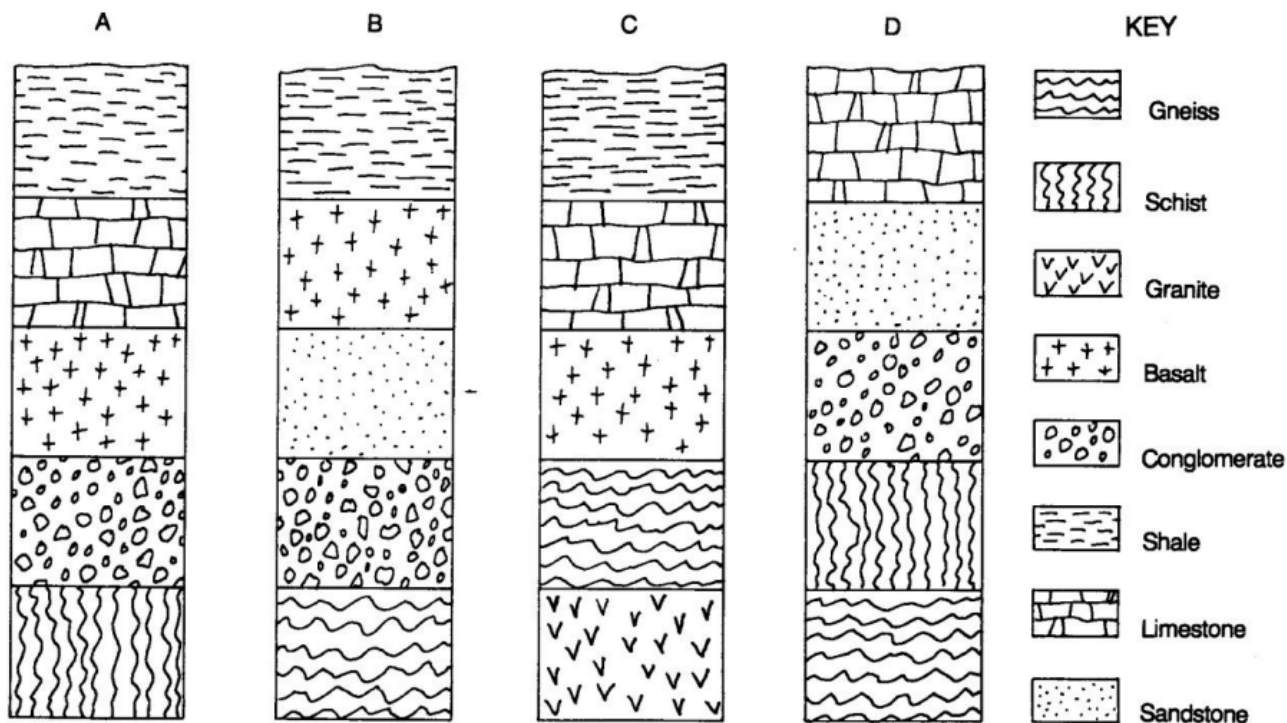 A B C D KEY
Gneiss
Schist
Granite
Basalt
Conglomerate
Shale
Limestone
Sandstone